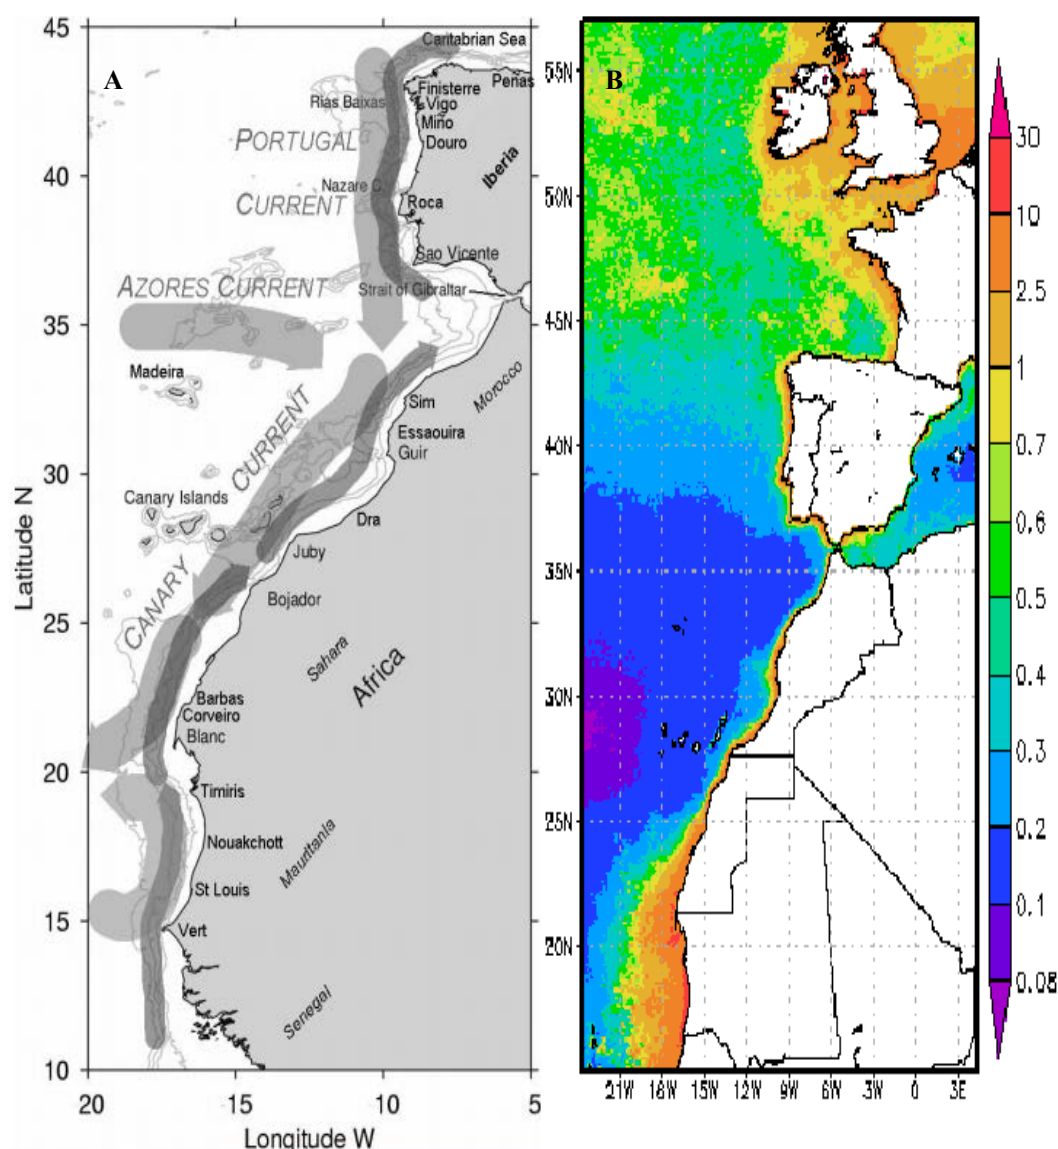 A
45
Cantabrian Sea
Peñas
Finisterre
Rias Baixas
Vigo
Miño
PORTUGAL
Douro
Iberia
40
Nazare C.
CURRENT
Roca
Sao Vicente
AZORES CURRENT
Strait of Gibraltar
35
Madeira
Morocco
Sim
CURRENT
Essaouira
Guir
30
Canary Islands
Dra
Juby
Latitude N
CANARY
Bojador
25
Sahara
Africa
Barbas
Corveiro
Blanc
20
Timiris
Nouakchott
Mauritania
St Louis
15
Vert
Senegal
10
20
-15
-10
5
Longitude W
B
55N
50N
45N
40N
35N
30N
25N
20N
21W
18W
15W
12W
9W
6W
3W
0
3E
30
10
2.5
1
0.7
0.6
0.5
0.4
0.3
0.2
0.1
0.08